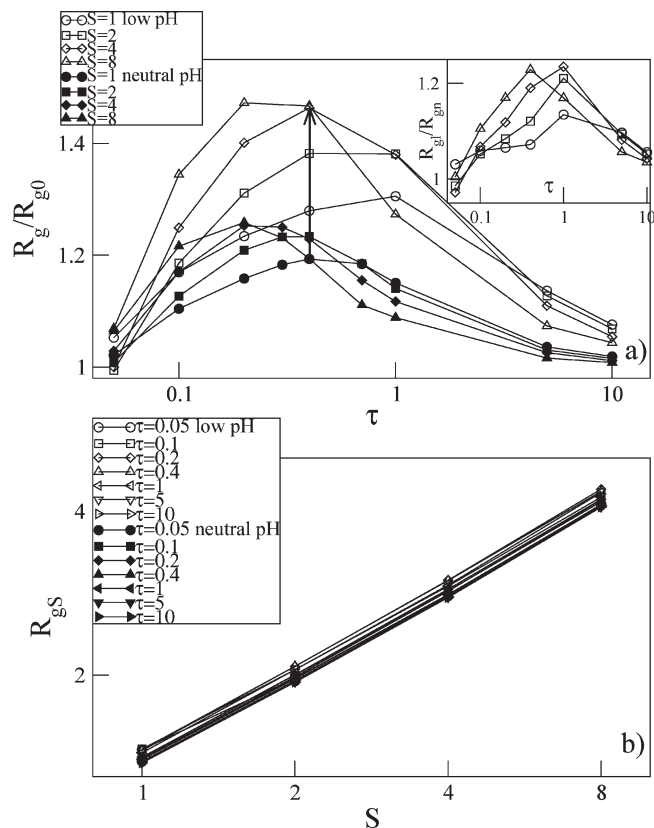 S=1 low pH
S=2
S=4
S=8
S=1 neutral pH
S=2
S=4
S=8
R_g/R_g0
1.4
1.2
1
0.1
1
10
τ
a)
R_gl/R_gn
1.2
1
τ
0.1
1
10
τ=0.05 low pH
τ=0.1
τ=0.2
τ=0.4
τ=1
τ=5
τ=10
τ=0.05 neutral pH
τ=0.1
τ=0.2
τ=0.4
τ=1
τ=5
τ=10
R_gS
4
2
1
2
4
8
S
b)